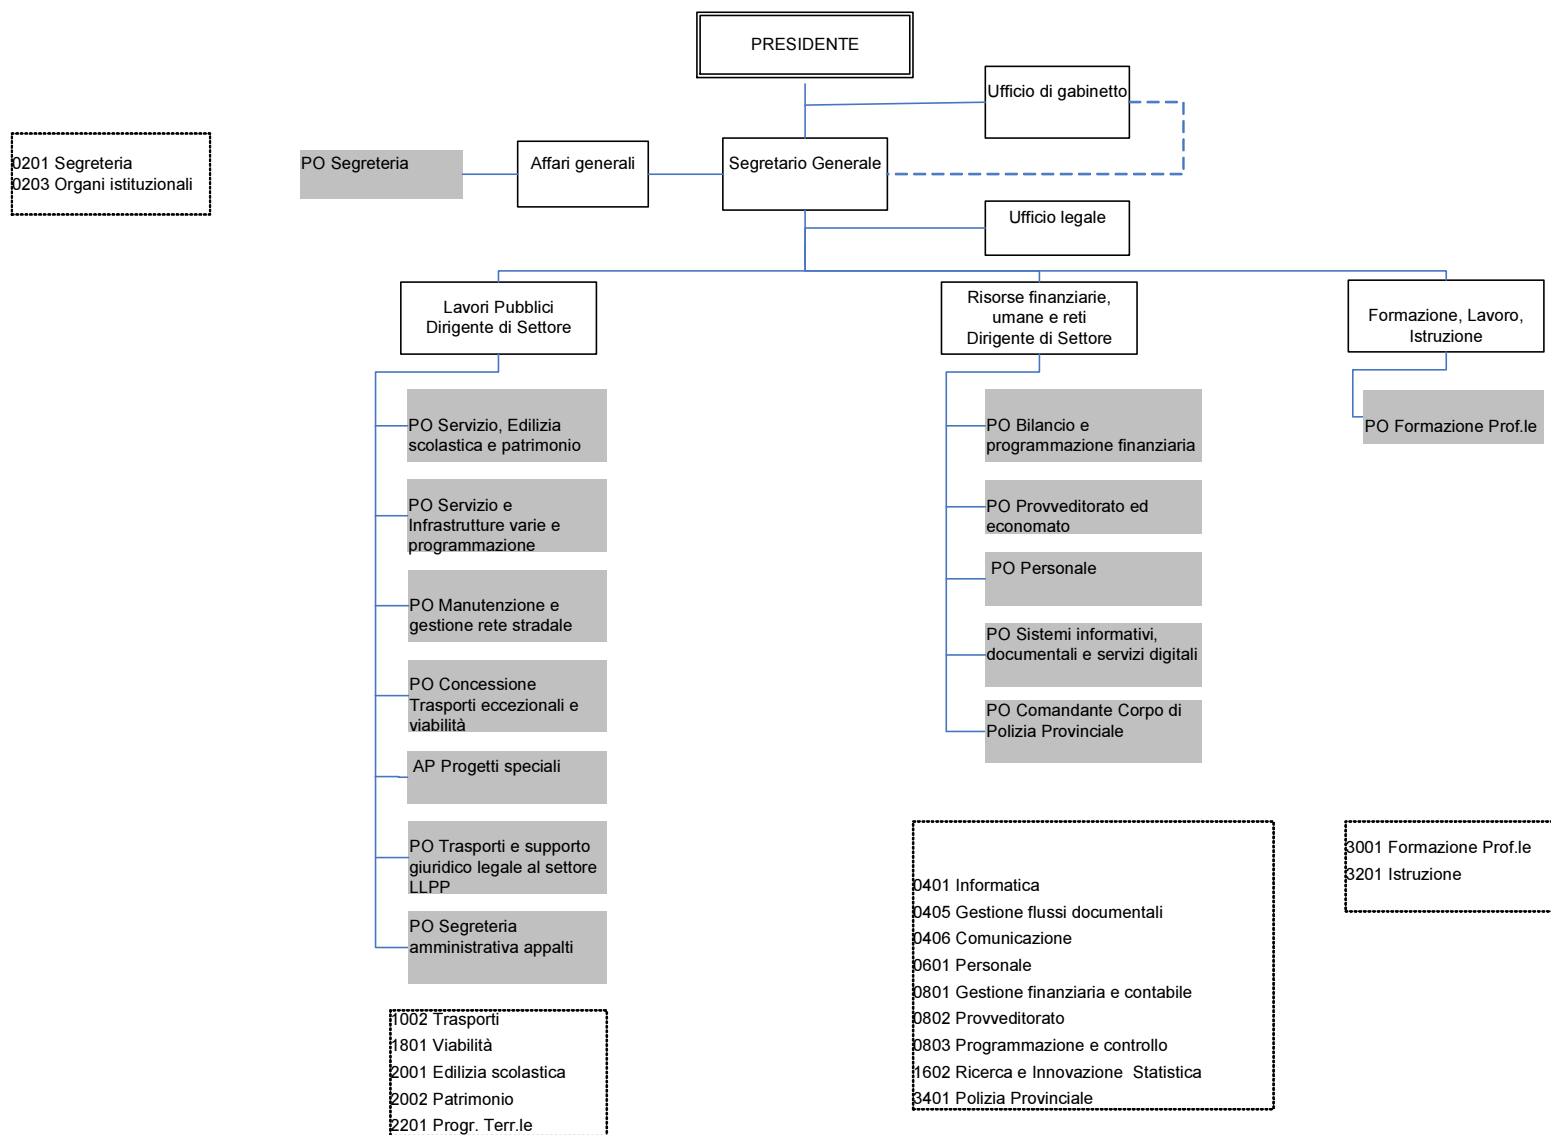 PRESIDENTE
Ufficio di gabinetto
0201 Segreteria
0203 Organi istituzionali
PO Segreteria
Affari generali
Segretario Generale
Ufficio legale
Lavori Pubblici
Dirigente di Settore
Risorse finanziarie,
umane e reti
Dirigente di Settore
Formazione, Lavoro,
Istruzione
PO Servizio, Edilizia
scolastica e patrimonio
PO Servizio e
Infrastrutture varie e
programmazione
PO Manutenzione e
gestione rete stradale
PO Concessione
Trasporti eccezionali e
viabilità
AP Progetti speciali
PO Trasporti e supporto
giuridico legale al settore
LLPP
PO Segreteria
amministrativa appalti
PO Bilancio e
programmazione finanziaria
PO Provveditorato ed
economato
PO Personale
PO Sistemi informativi,
documentali e servizi digitali
PO Comandante Corpo di
Polizia Provinciale
PO Formazione Prof.le
1002 Trasporti
1801 Viabilità
2001 Edilizia scolastica
2002 Patrimonio
2201 Progr. Terr.le
0401 Informatica
0405 Gestione flussi documentali
0406 Comunicazione
0601 Personale
0801 Gestione finanziaria e contabile
0802 Provveditorato
0803 Programmazione e controllo
1602 Ricerca e Innovazione  Statistica
3401 Polizia Provinciale
3001 Formazione Prof.le
3201 Istruzione